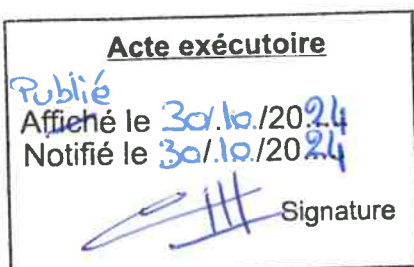 Acte exécutoire
Publié
Affiché le 30/.10./2024
Notifié le 30/.10./2024
Signature